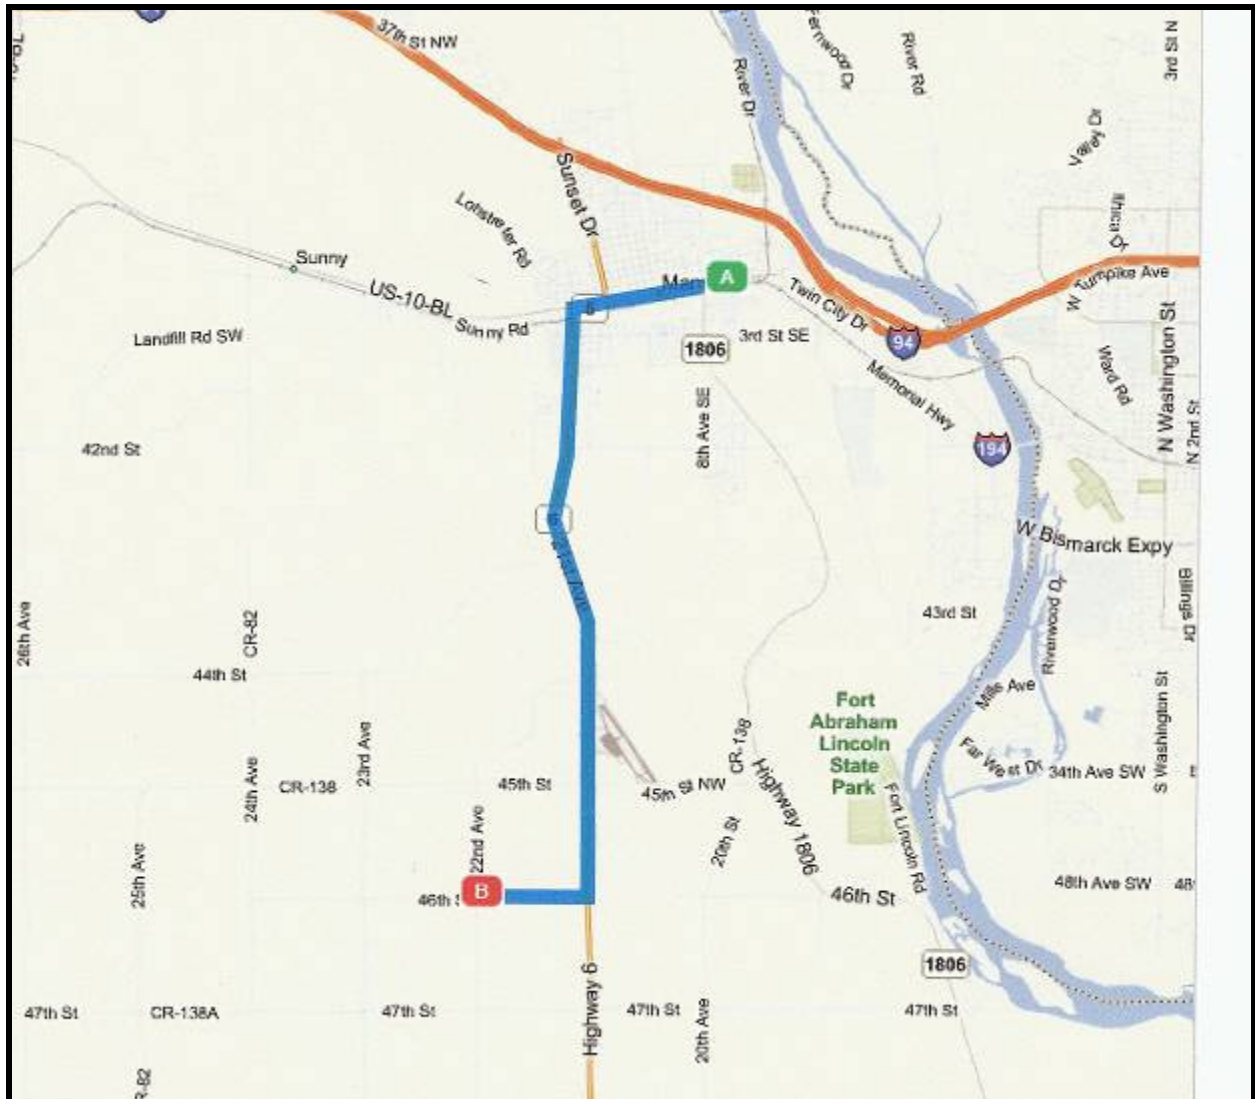 37th St NW
River Dr
Fernwood Dr
River Rd
3rd St N
Valley Dr
Sunset Dr
Lohstreter Rd
Ithica Dr
Sunny
US-10-BL
Sunny Rd
A
Twin City Dr
W Turnpike Ave
Landfill Rd SW
3rd St SE
94
1806
Memorial Hwy
Ward Rd
N Washington St
N 2nd St
8th Ave SE
42nd St
194
6
21st Ave
W Bismarck Expy
Billings Dr
26th Ave
CR-82
43rd St
Riverwood Dr
44th St
Mills Ave
Fort
Abraham
Lincoln
State
Park
S Washington St
23rd Ave
CR-138
Far West Dr
34th Ave SW
24th Ave
CR-138
45th St
45th St NW
Highway 1806
Fort Lincoln Rd
22nd Ave
20th St
25th Ave
46th
B
46th St
48th Ave SW
48
1806
Highway 6
47th St
CR-138A
47th St
47th St
20th Ave
47th St